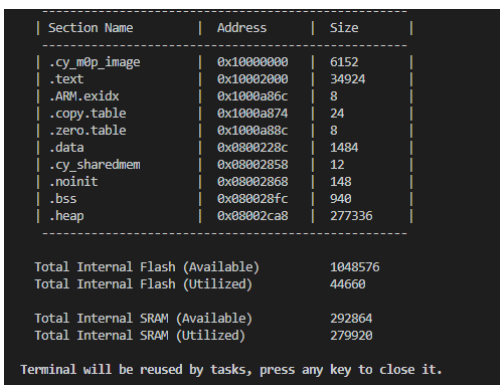 | Section Name | Address | Size |
| .cy_m0p_image | 0x10000000 | 6152 |
| .text | 0x10002000 | 34924 |
| .ARM.exidx | 0x1000a86c | 8 |
| .copy.table | 0x1000a874 | 24 |
| .zero.table | 0x1000a88c | 8 |
| .data | 0x0800228c | 1484 |
| .cy_sharedmem | 0x08002858 | 12 |
| .noinit | 0x08002868 | 148 |
| .bss | 0x080028fc | 940 |
| .heap | 0x08002ca8 | 277336 |
Total Internal Flash (Available) 1048576
Total Internal Flash (Utilized) 44660
Total Internal SRAM (Available) 292864
Total Internal SRAM (Utilized) 279920
Terminal will be reused by tasks, press any key to close it.